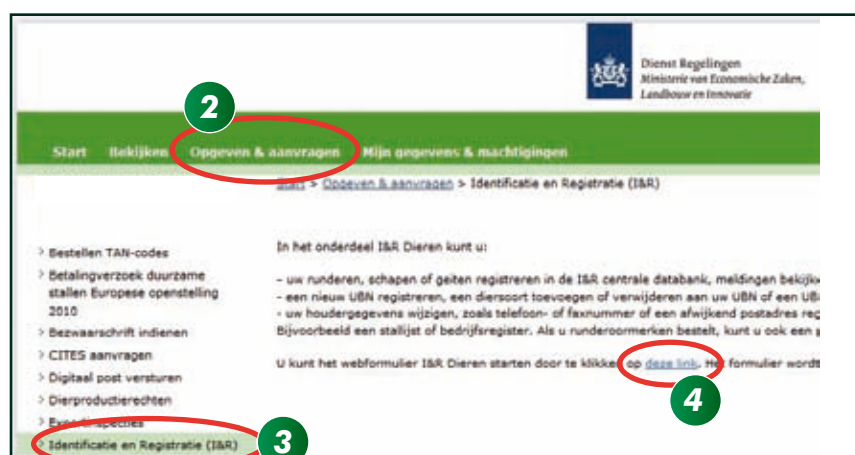 Dienst Regelingen
Ministerie van Economische Zaken,
Landbouw en Innovatie
2
Start Bekijken Opgeven & aanvragen Mijn gegevens & machtigingen
Start > Opgeven & aanvragen > Identificatie en Registratie (I&R)
> Bestellen TAN-codes
> Betalingverzoek duurzame
stallen Europese openstelling
2010
> Bezwaarschrift indienen
> CITES aanvragen
> Digitaal post versturen
> Dierproductierechten
> Exportinspecties
> Identificatie en Registratie (I&R)
3
In het onderdeel I&R Dieren kunt u:
- uw runderen, schapen of geiten registreren in de I&R centrale databank, meldingen bekijk
- een nieuw UBN registreren, een diersoort toevoegen of verwijderen aan uw UBN of een UB
- uw houdergegevens wijzigen, zoals telefoon- of faxnummer of een afwijkend postadres reg
Bijvoorbeeld een stallijst of bedrijfsregister. Als u runderoormerken bestelt, kunt u ook een
U kunt het webformulier I&R Dieren starten door te klikken op deze link. Het formulier wordt
4